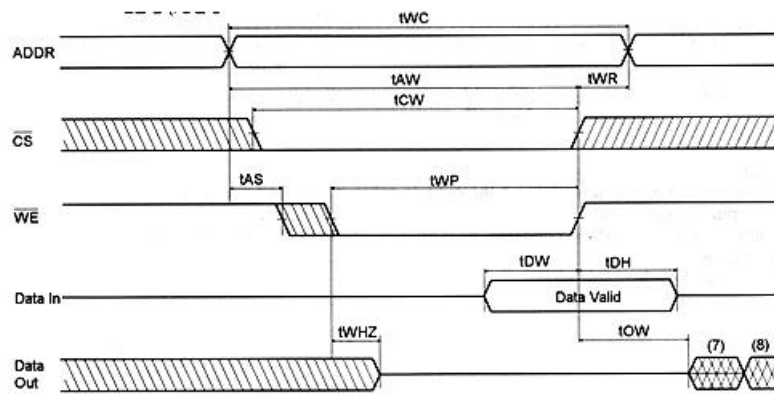 tWC
ADDR
tAW tWR
tCW
CS
tAS tWP
WE
tDW tDH
Data In Data Valid
tWHZ tOW
Data Out (7) (8)